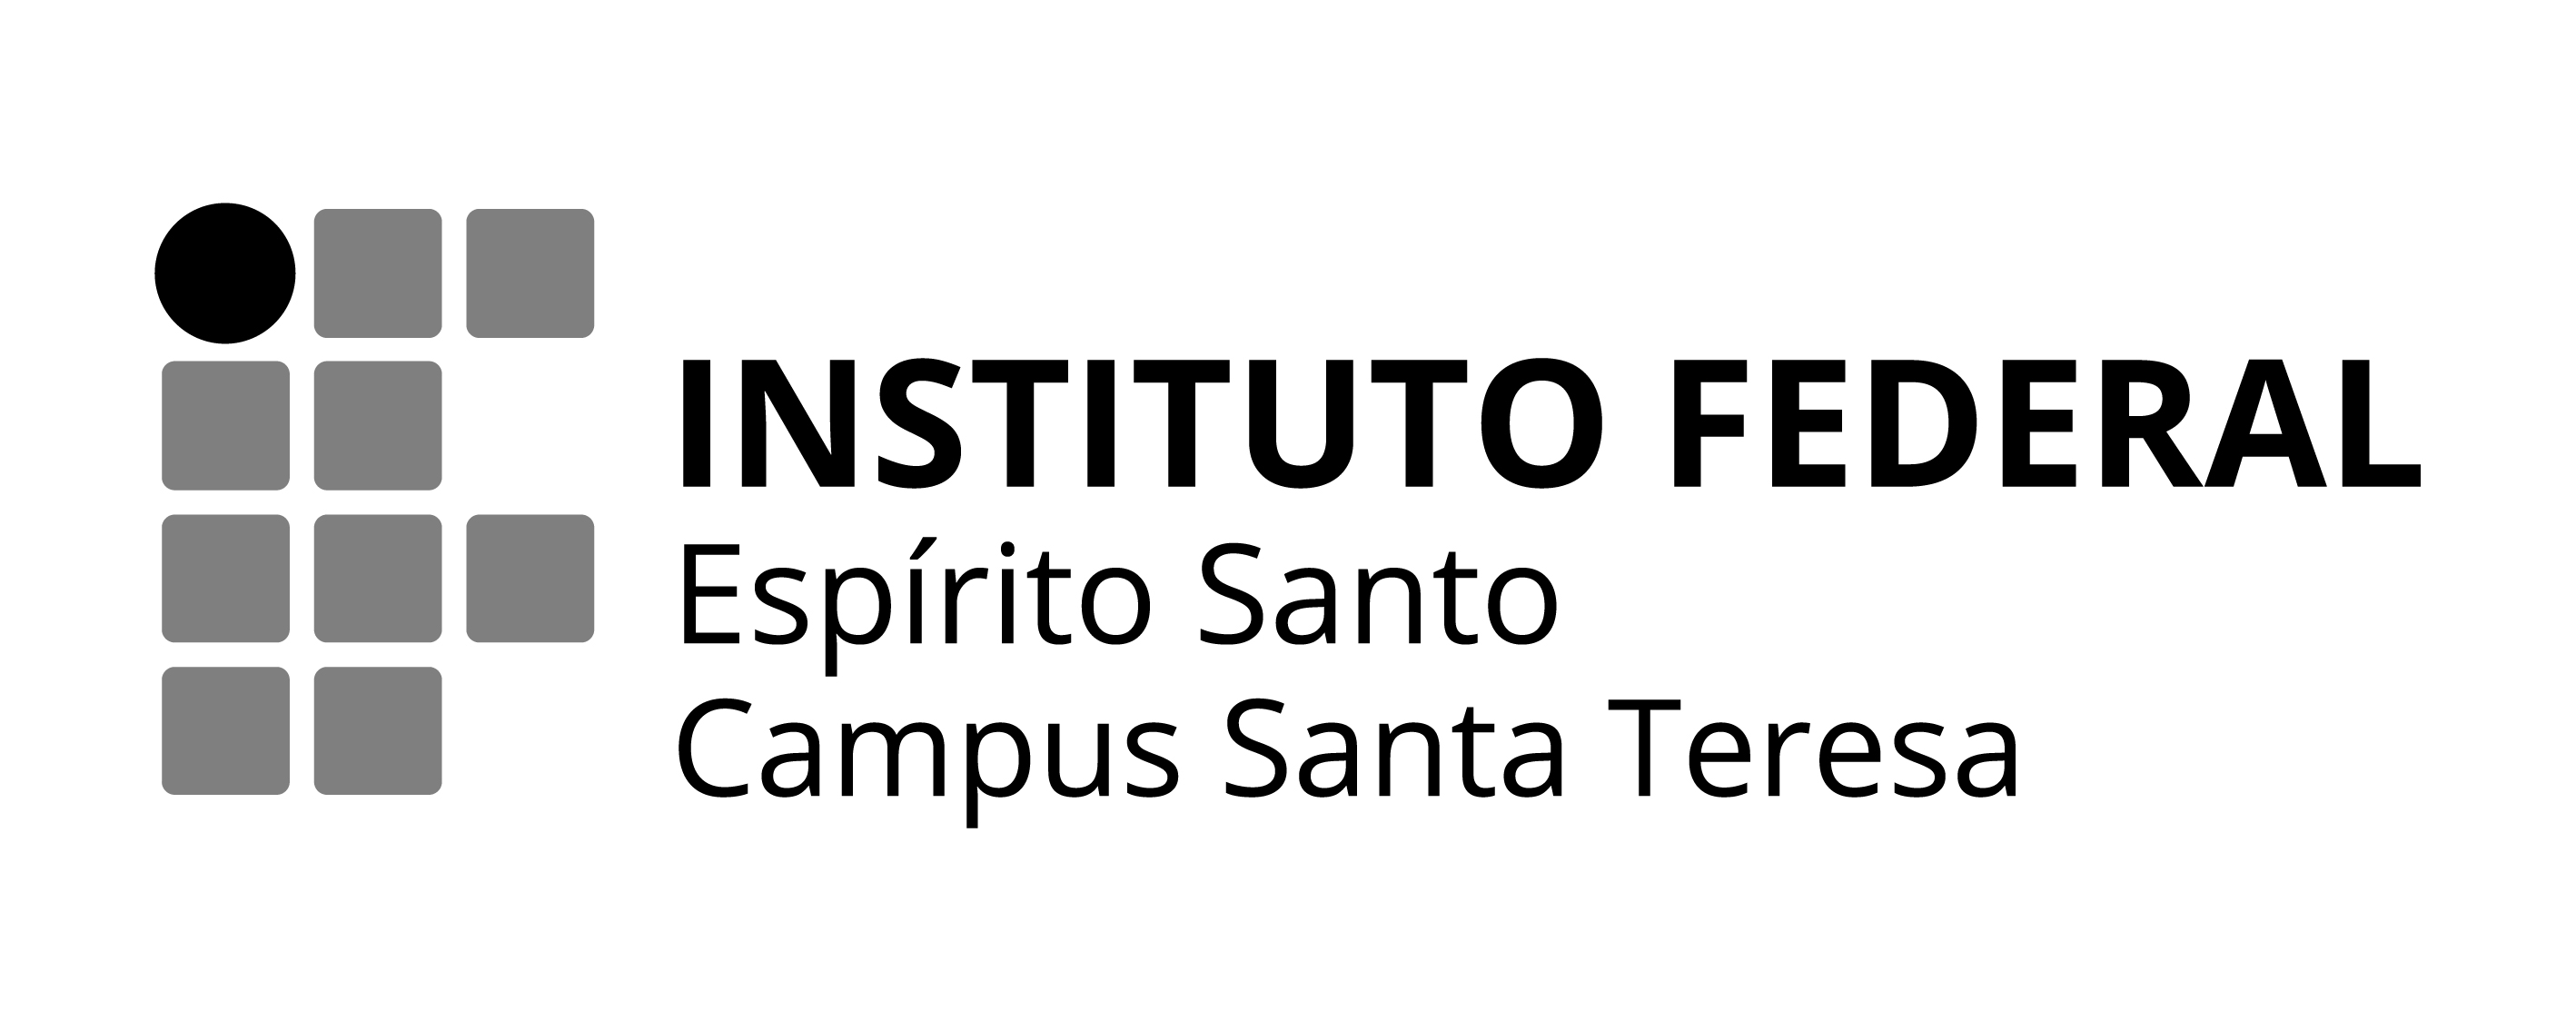 INSTITUTO FEDERAL
Espírito Santo
Campus Santa Teresa